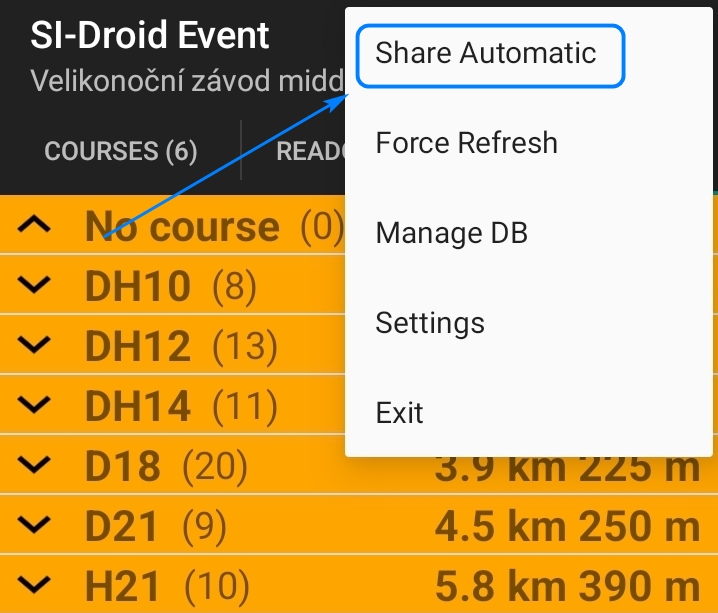 SI-Droid Event
Velikonoční závod midd
COURSES (6)
Share Automatic
Force Refresh
Manage DB
Settings
Exit
No course (0)
DH10 (8)
DH12 (13)
DH14 (11)
D18 (20) 3.9 km 225 m
D21 (9) 4.5 km 250 m
H21 (10) 5.8 km 390 m